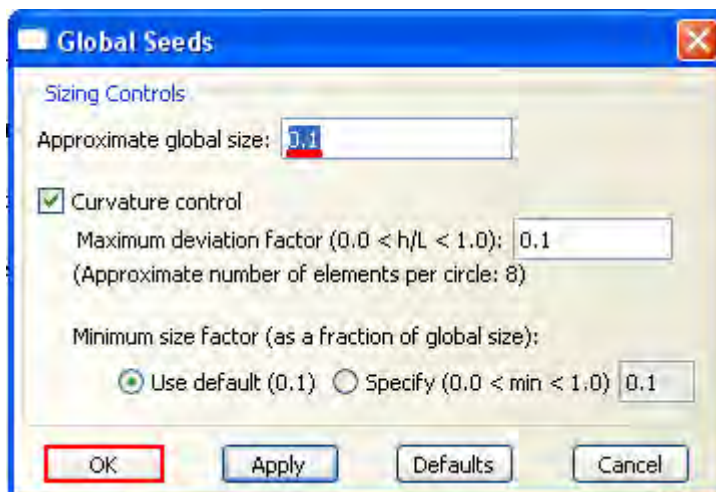 Global Seeds
Sizing Controls
Approximate global size: 0.1
Curvature control
Maximum deviation factor (0.0 < h/L < 1.0): 0.1
(Approximate number of elements per circle: 8)
Minimum size factor (as a fraction of global size):
Use default (0.1) Specify (0.0 < min < 1.0) 0.1
OK Apply Defaults Cancel